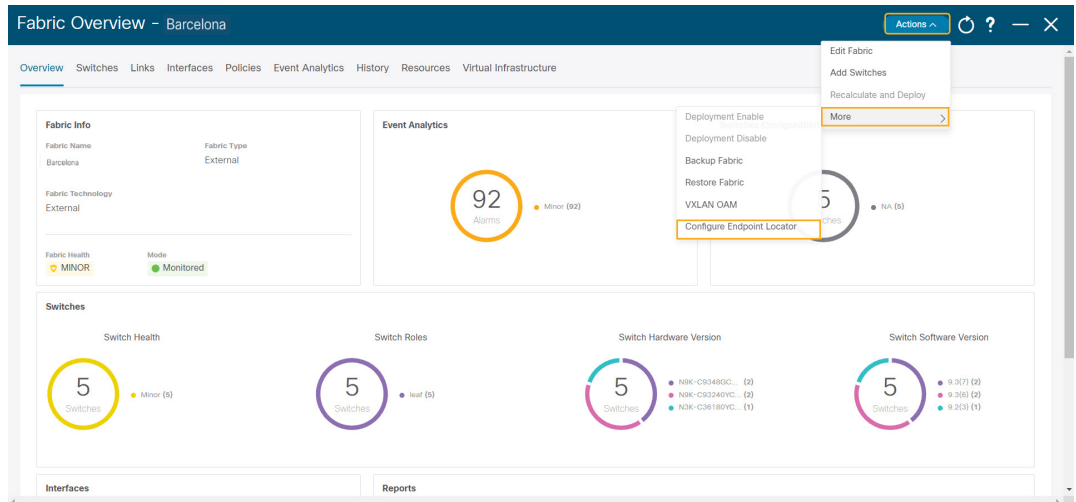 Fabric Overview - Barcelona
Actions
?
Edit Fabric
Add Switches
Recalculate and Deploy
More
Deployment Enable
Deployment Disable
Backup Fabric
Restore Fabric
VXLAN OAM
Configure Endpoint Locator
Overview Switches Links Interfaces Policies Event Analytics History Resources Virtual Infrastructure
Fabric Info
Fabric Name
Fabric Type
Barcelona
External
Fabric Technology
External
Fabric Health
Mode
MINOR
Monitored
Event Analytics
92
Alarms
Minor (92)
5
NA (5)
Switches
Switch Health
5
Switches
Minor (5)
Switch Roles
5
Switches
leaf (5)
Switch Hardware Version
5
Switches
N9K-C9348GC... (2)
N9K-C93240YC... (2)
N3K-C36180YC... (1)
Switch Software Version
5
Switches
9.3(7) (2)
9.3(6) (2)
9.2(3) (1)
Interfaces
Reports